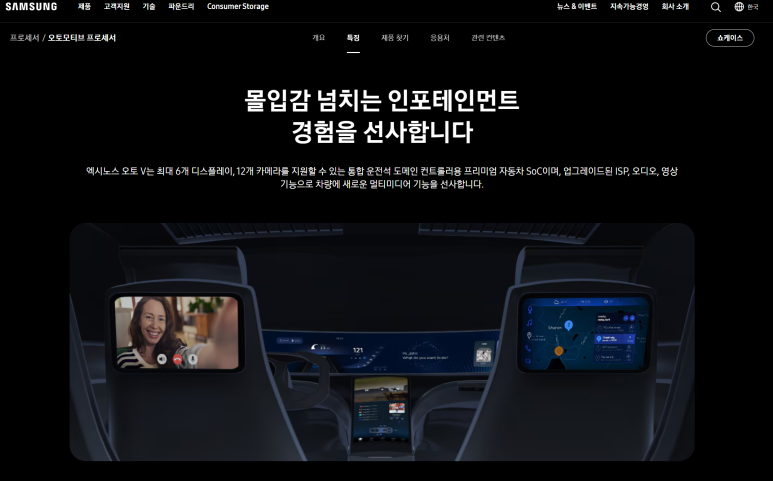 SAMSUNG 제품 고객지원 기술 파운드리 Consumer Storage 뉴스 & 이벤트 지속가능경영 회사 소개 한국
프로세서 / 오토모티브 프로세서 개요 특징 제품 찾기 응용처 관련 컨텐츠 쇼케이스
몰입감 넘치는 인포테인먼트
경험을 선사합니다
엑시노스 오토 V는 최대 6개 디스플레이, 12개 카메라를 지원할 수 있는 통합 운전석 도메인 컨트롤러용 프리미엄 자동차 SoC이며, 업그레이드된 ISP, 오디오, 영상
기능으로 차량에 새로운 멀티미디어 기능을 선사합니다.
121
What do you want to do?